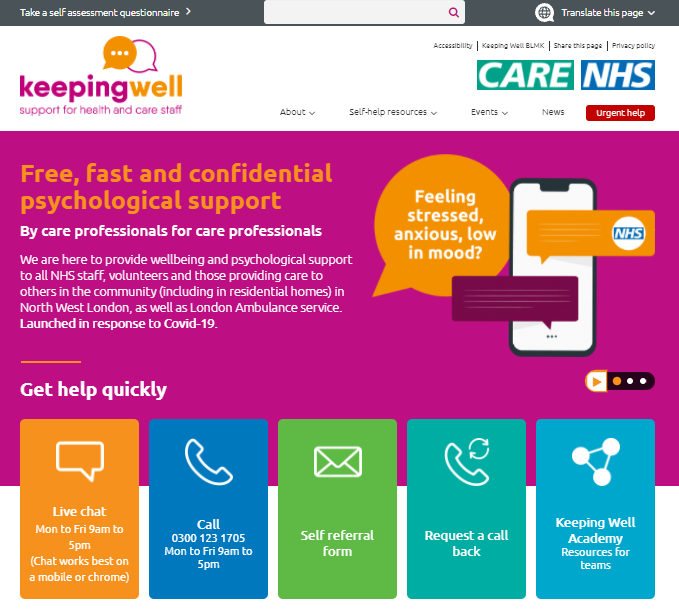 Take a self assessment questionnaire
Translate this page
Accessibility
Keeping Well BLMK
Share this page
Privacy policy
keepingwell
support for health and care staff
CARE
NHS
About
Self-help resources
Events
News
Urgent help
Free, fast and confidential
psychological support
By care professionals for care professionals
We are here to provide wellbeing and psychological support
to all NHS staff, volunteers and those providing care to
others in the community (including in residential homes) in
North West London, as well as London Ambulance service.
Launched in response to Covid-19.
Feeling
stressed,
anxious, low
in mood?
NHS
Get help quickly
Live chat
Mon to Fri 9am to
5pm
(Chat works best on
a mobile or chrome)
Call
0300 123 1705
Mon to Fri 9am to
5pm
Self referral
form
Request a call
back
Keeping Well
Academy
Resources for
teams